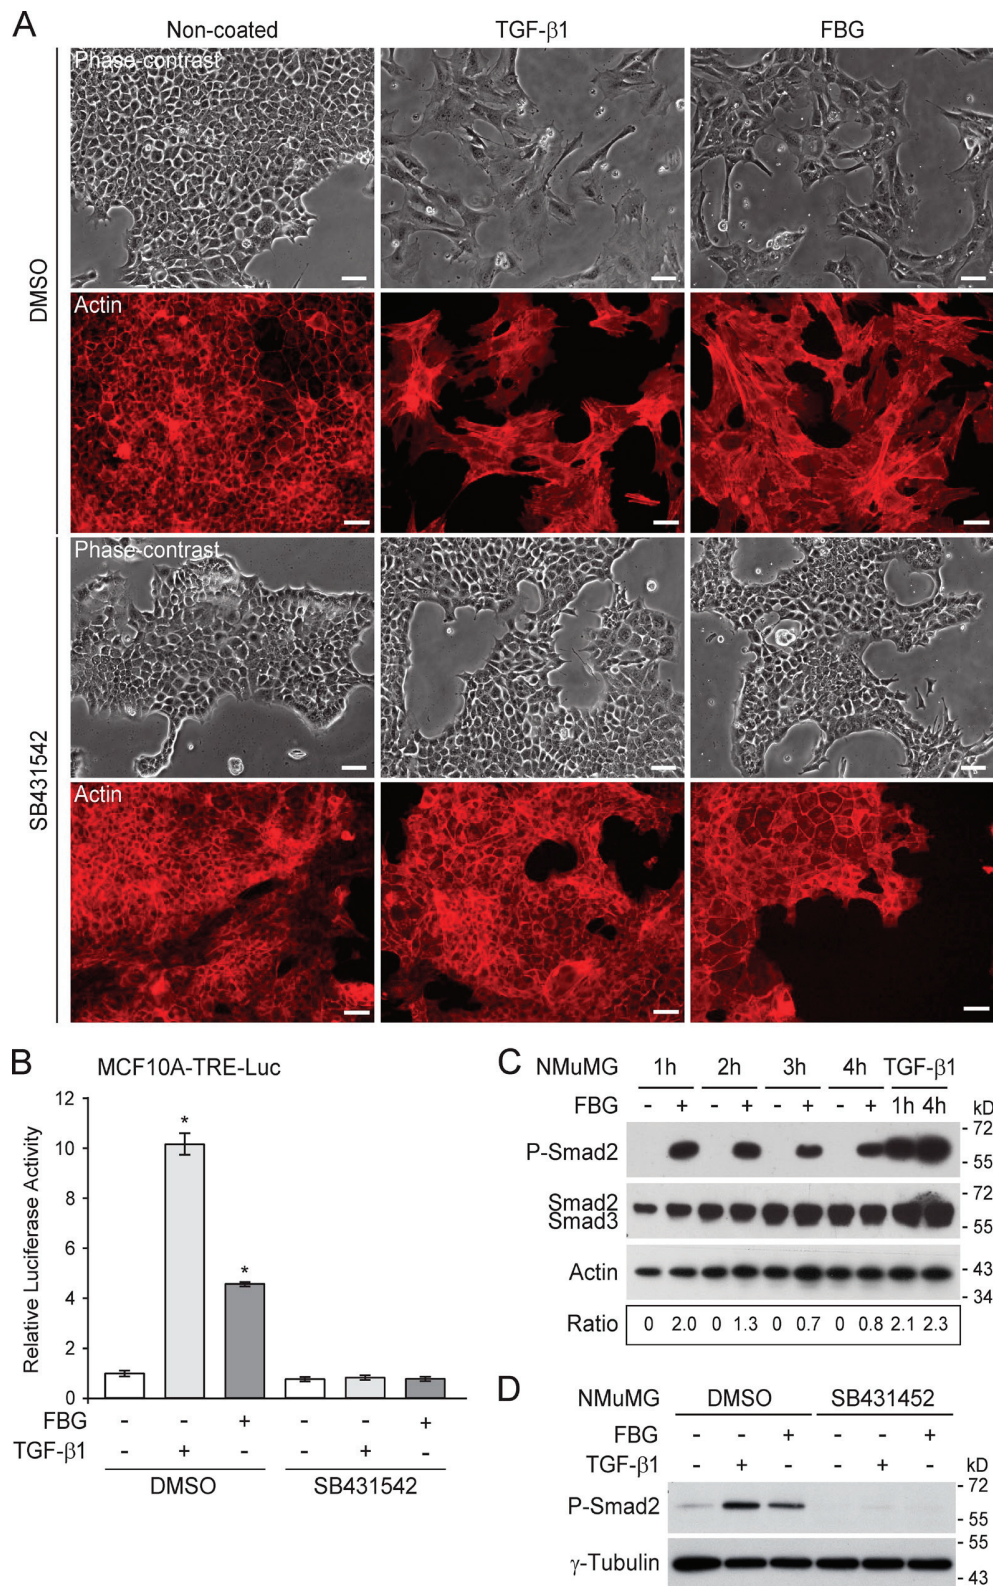 A
Non-coated TGF-β1 FBG
DMSO
Phase-contrast
Actin
SB431542
Phase-contrast
Actin
B
MCF10A-TRE-Luc
Relative Luciferase Activity
12
10
8
6
4
2
0
* *
FBG - - + - - +
TGF-β1 - + - - + -
DMSO SB431542
C
NMuMG 1h 2h 3h 4h TGF-β1
FBG - + - + - + - + 1h 4h kD
P-Smad2
- 72
- 55
Smad2
Smad3
- 72
- 55
Actin
- 43
- 34
Ratio 0 2.0 0 1.3 0 0.7 0 0.8 2.1 2.3
D
NMuMG DMSO SB431452
FBG - - + - - +
TGF-β1 - + - - + - kD
P-Smad2
- 72
- 55
γ-Tubulin
- 55
- 43